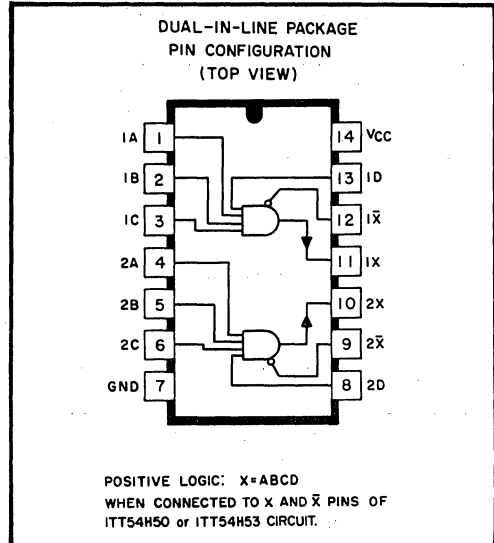 DUAL-IN-LINE PACKAGE
PIN CONFIGURATION
(TOP VIEW)
1A 1
1B 2
1C 3
2A 4
2B 5
2C 6
GND 7
14 VCC
13 1D
12 1X̅
11 1X
10 2X
9 2X̅
8 2D
POSITIVE LOGIC: X=ABCD
WHEN CONNECTED TO X AND X̅ PINS OF
ITT54H50 or ITT54H53 CIRCUIT.